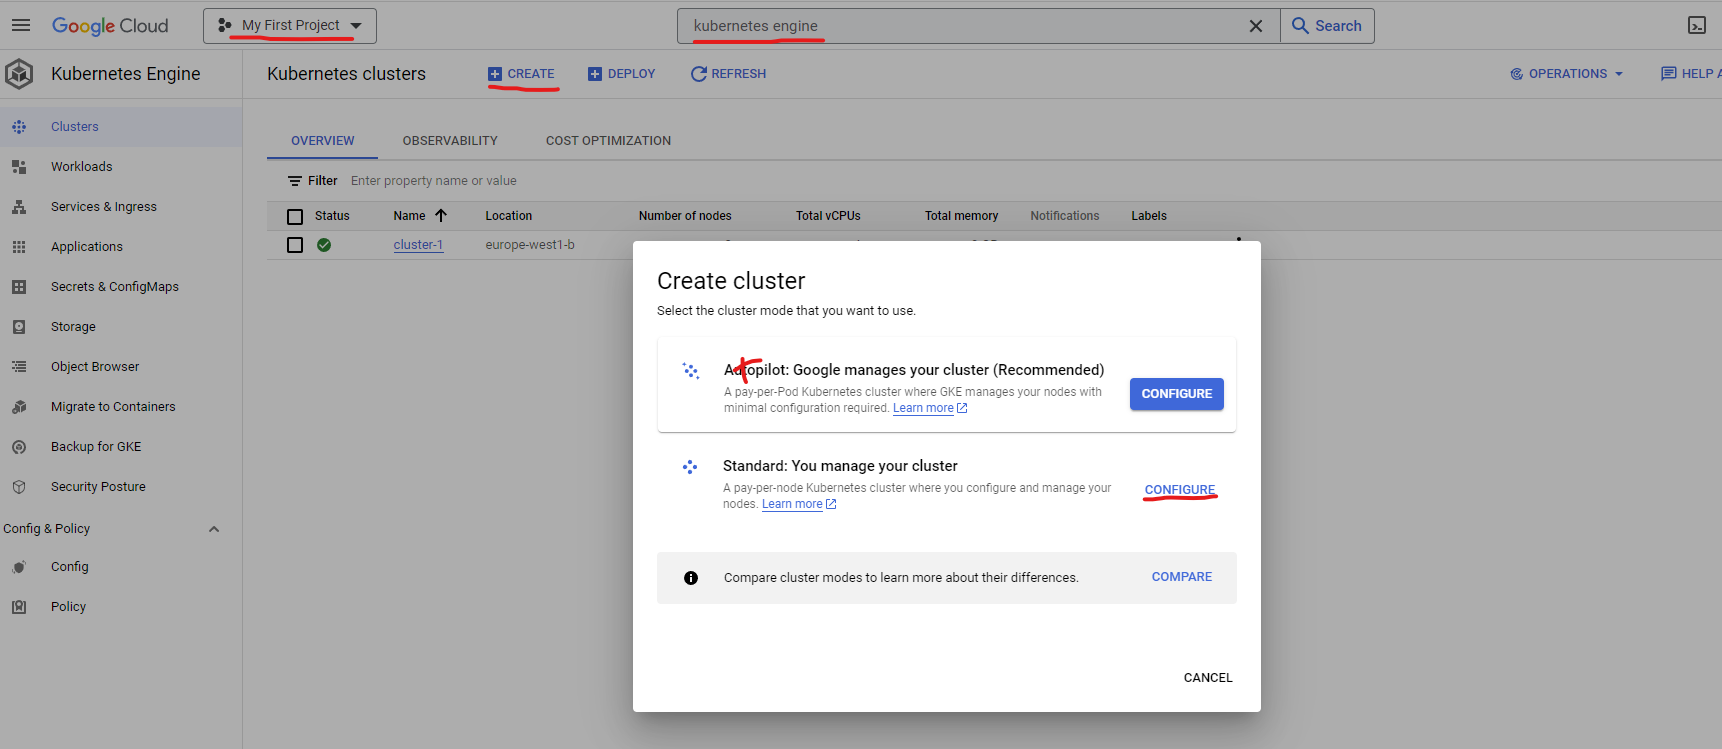 Google Cloud
My First Project
kubernetes engine
Search
Kubernetes Engine
Kubernetes clusters
CREATE
DEPLOY
REFRESH
OPERATIONS
HELP A
Clusters
Workloads
Services & Ingress
Applications
Secrets & ConfigMaps
Storage
Object Browser
Migrate to Containers
Backup for GKE
Security Posture
Config & Policy
Config
Policy
OVERVIEW
OBSERVABILITY
COST OPTIMIZATION
Filter
Enter property name or value
Status
Name
Location
Number of nodes
Total vCPUs
Total memory
Notifications
Labels
cluster-1
europe-west1-b
Create cluster
Select the cluster mode that you want to use.
Autopilot: Google manages your cluster (Recommended)
A pay-per-Pod Kubernetes cluster where GKE manages your nodes with
minimal configuration required. Learn more
CONFIGURE
Standard: You manage your cluster
A pay-per-node Kubernetes cluster where you configure and manage your
nodes. Learn more
CONFIGURE
Compare cluster modes to learn more about their differences.
COMPARE
CANCEL